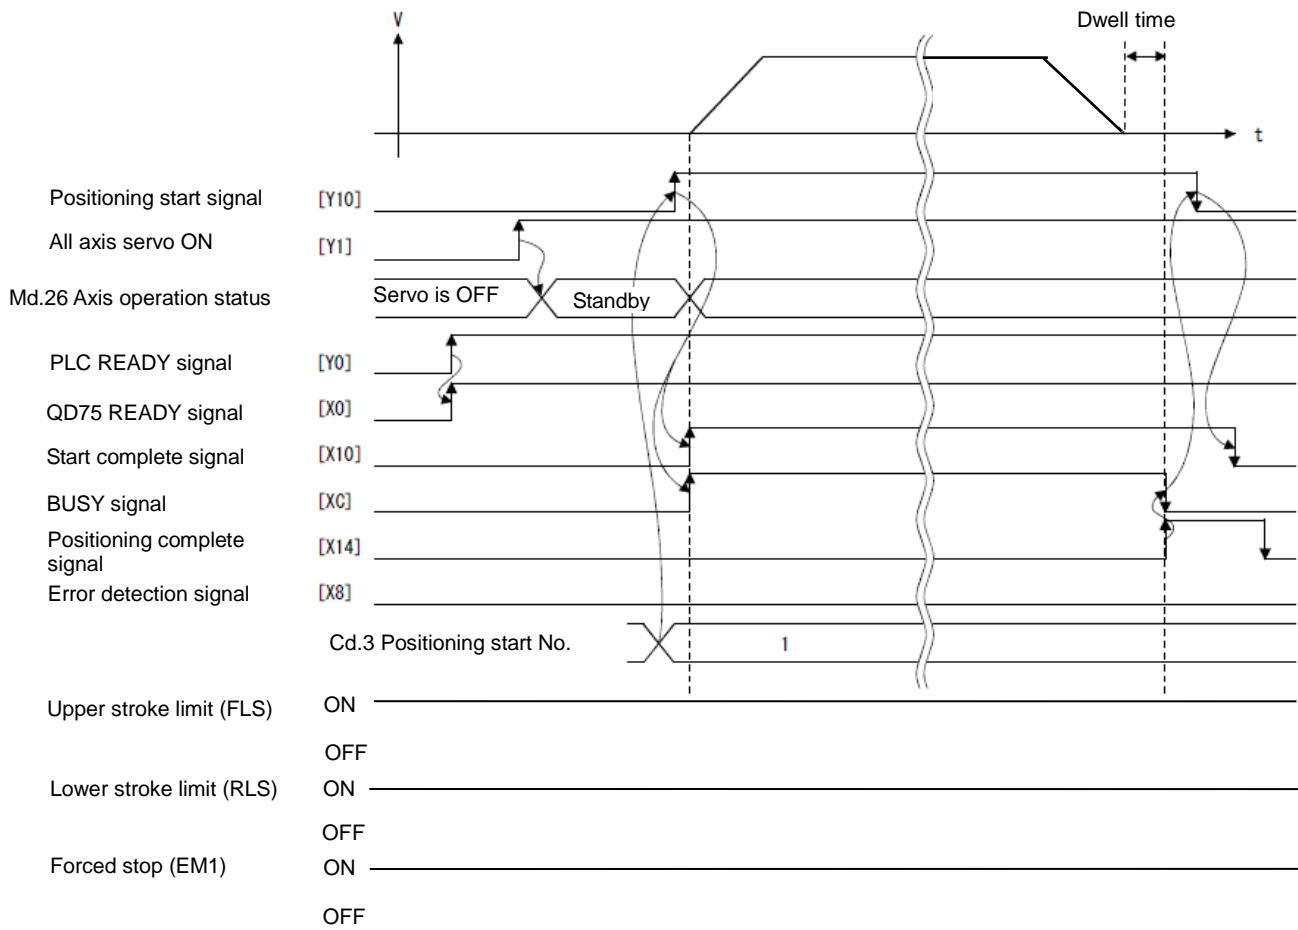 V
Dwell time
t
Positioning start signal [Y10]
All axis servo ON [Y1]
Md.26 Axis operation status Servo is OFF Standby
PLC READY signal [Y0]
QD75 READY signal [X0]
Start complete signal [X10]
BUSY signal [XC]
Positioning complete
signal [X14]
Error detection signal [X8]
Cd.3 Positioning start No. 1
Upper stroke limit (FLS) ON
OFF
Lower stroke limit (RLS) ON
OFF
Forced stop (EM1) ON
OFF